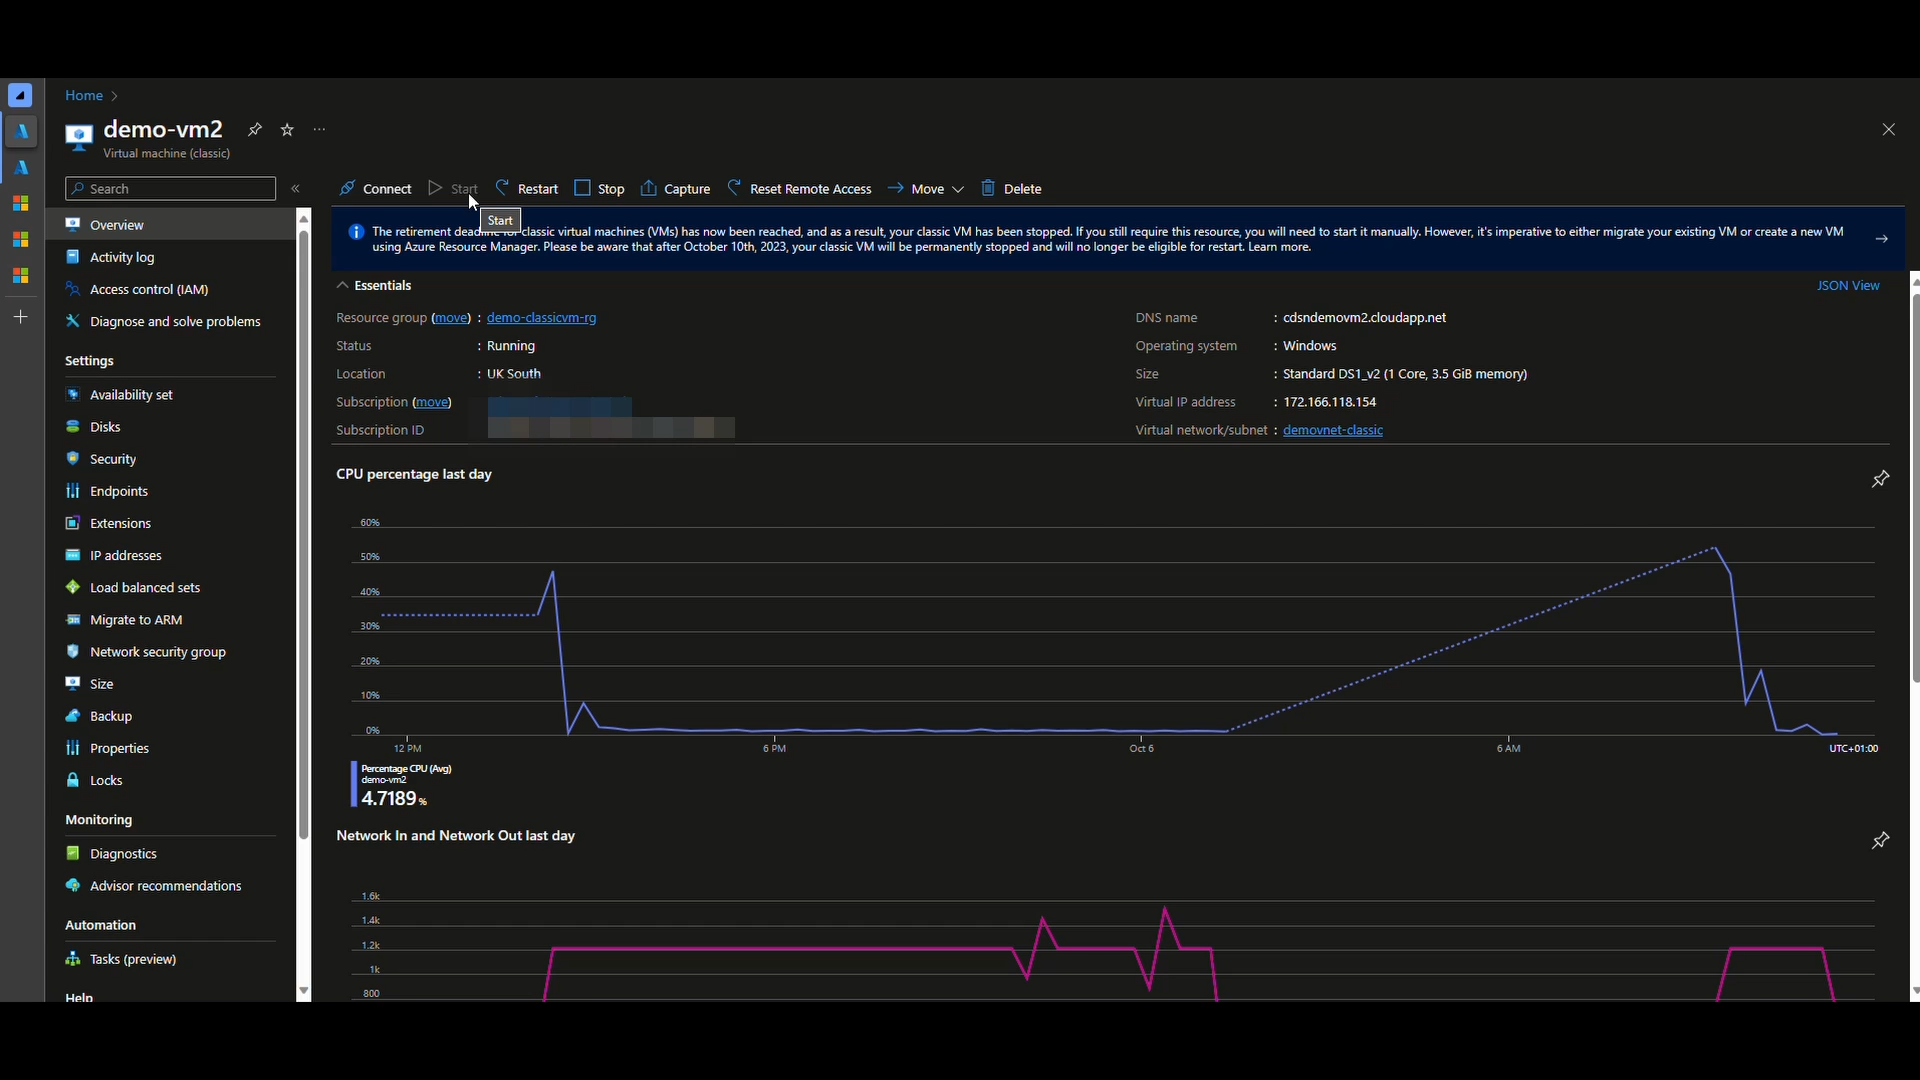 Home >
demo-vm2
Virtual machine (classic)
Search
Connect Start Restart Stop Capture Reset Remote Access Move Delete
Start
The retirement deadline for classic virtual machines (VMs) has now been reached, and as a result, your classic VM has been stopped. If you still require this resource, you will need to start it manually. However, it's imperative to either migrate your existing VM or create a new VM
using Azure Resource Manager. Please be aware that after October 10th, 2023, your classic VM will be permanently stopped and will no longer be eligible for restart. Learn more.
Overview
Activity log
Access control (IAM)
Diagnose and solve problems
Settings
Availability set
Disks
Security
Endpoints
Extensions
IP addresses
Load balanced sets
Migrate to ARM
Network security group
Size
Backup
Properties
Locks
Monitoring
Diagnostics
Advisor recommendations
Automation
Tasks (preview)
Help
Essentials
JSON View
Resource group (move) : demo-classicvm-rg
Status : Running
Location : UK South
Subscription (move)
Subscription ID
DNS name : cdsndemovm2.cloudapp.net
Operating system : Windows
Size : Standard DS1_v2 (1 Core, 3.5 GiB memory)
Virtual IP address : 172.166.118.154
Virtual network/subnet : demovnet-classic
CPU percentage last day
60%
50%
40%
30%
20%
10%
0%
12 PM 6 PM Oct 6 6 AM UTC+01:00
Percentage CPU (Avg)
demo-vm2
4.7189 %
Network In and Network Out last day
1.6k
1.4k
1.2k
1k
800